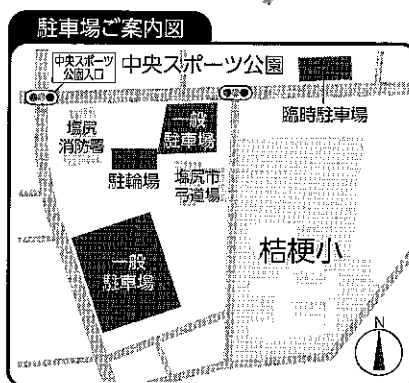 駐車場ご案内図
中央スポーツ
公園入口
中央スポーツ公園
臨時駐車場
一般
駐車場
塩尻
消防署
駐輪場
塩尻市
弓道場
桔梗小
一般
駐車場
N